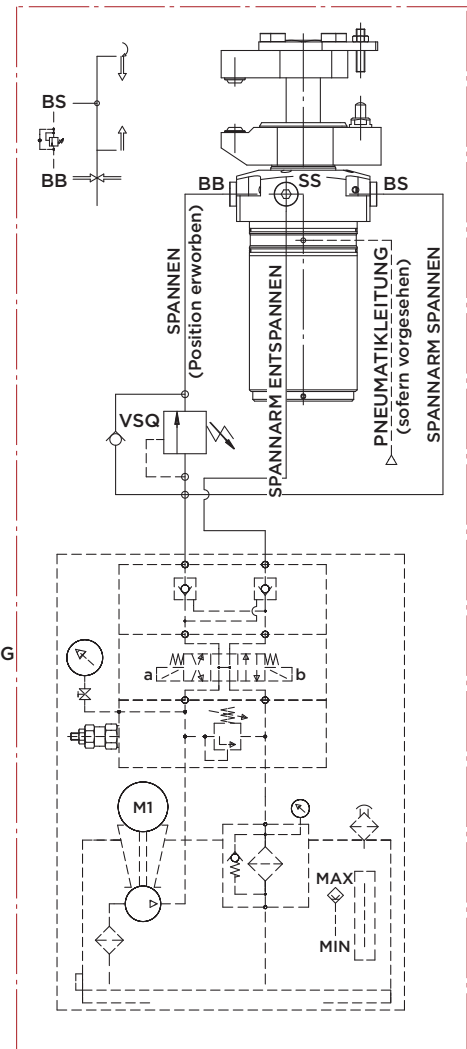 BS
BB
BB
SS
BS
SPANNEN
(Position erworben)
SPANNARM ENTSPANNEN
PNEUMATIKLEITUNG
(sofern vorgesehen)
SPANNARM SPANNEN
VSQ
G
a
b
M1
MAX
MIN